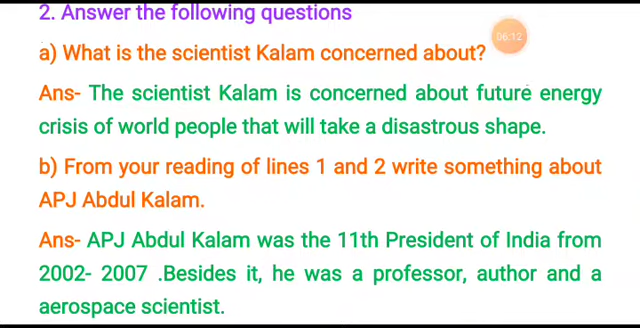 2. Answer the following questions
06:12
a) What is the scientist Kalam concerned about?
Ans- The scientist Kalam is concerned about future energy
crisis of world people that will take a disastrous shape.
b) From your reading of lines 1 and 2 write something about
APJ Abdul Kalam.
Ans- APJ Abdul Kalam was the 11th President of India from
2002- 2007 .Besides it, he was a professor, author and a
aerospace scientist.